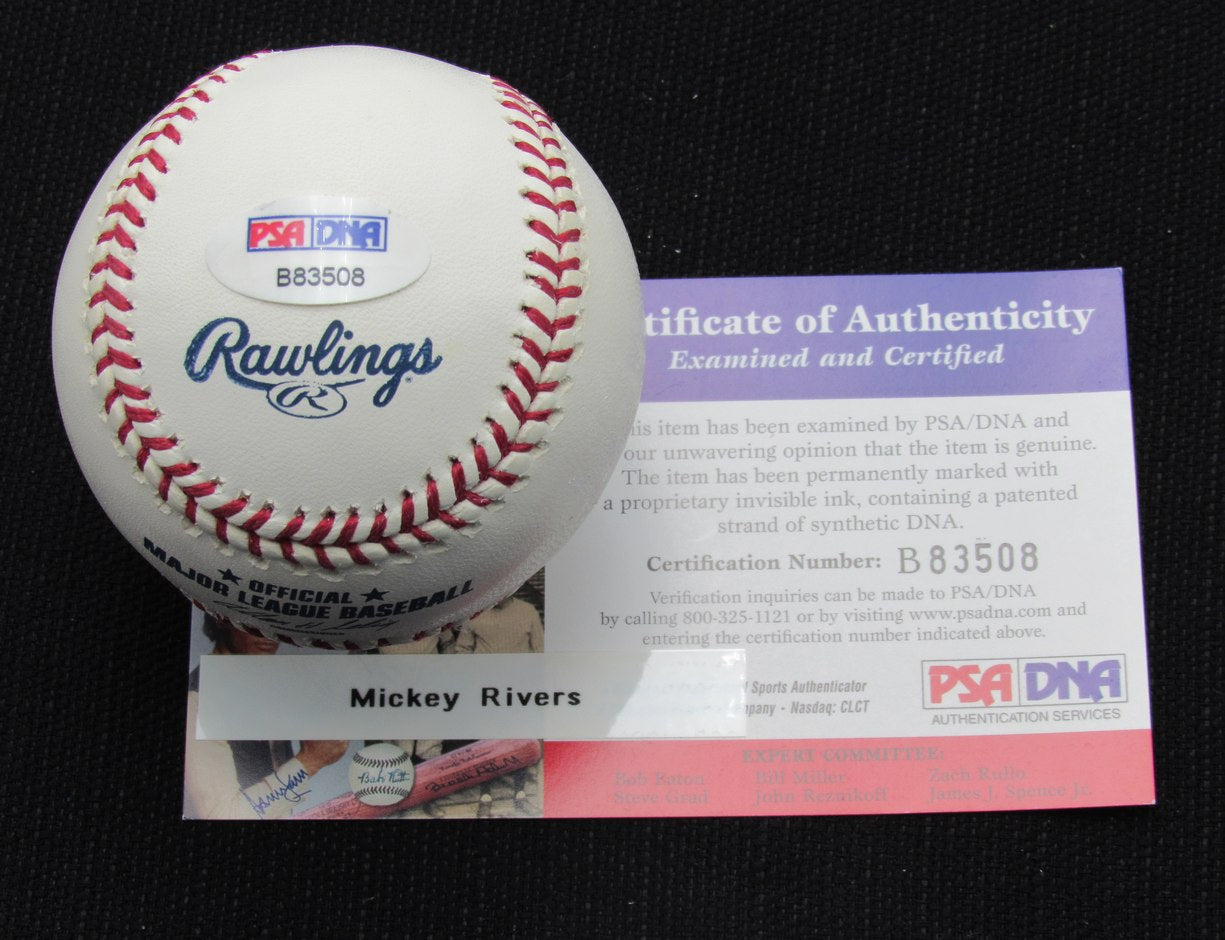 PSA DNA
B83508
Rawlings
R
OFFICIAL
MAJOR LEAGUE BASEBALL
tificate of Authenticity
Examined and Certified
is item has been examined by PSA/DNA and
our unwavering opinion that the item is genuine.
The item has been permanently marked with
a proprietary invisible ink, containing a patented
strand of synthetic DNA.
Certification Number: B83508
Verification inquiries can be made to PSA/DNA
by calling 800-325-1121 or by visiting www.psadna.com and
entering the certification number indicated above.
Mickey Rivers
Sports Authenticator
pany - Nasdaq: CLCT
PSA DNA
AUTHENTICATION SERVICES
EXPERT COMMITTEE:
Bob Eaton Bill Miller Zach Rullo
Steve Grad John Reznikoff James J. Spence Jr.
Babe Ruth